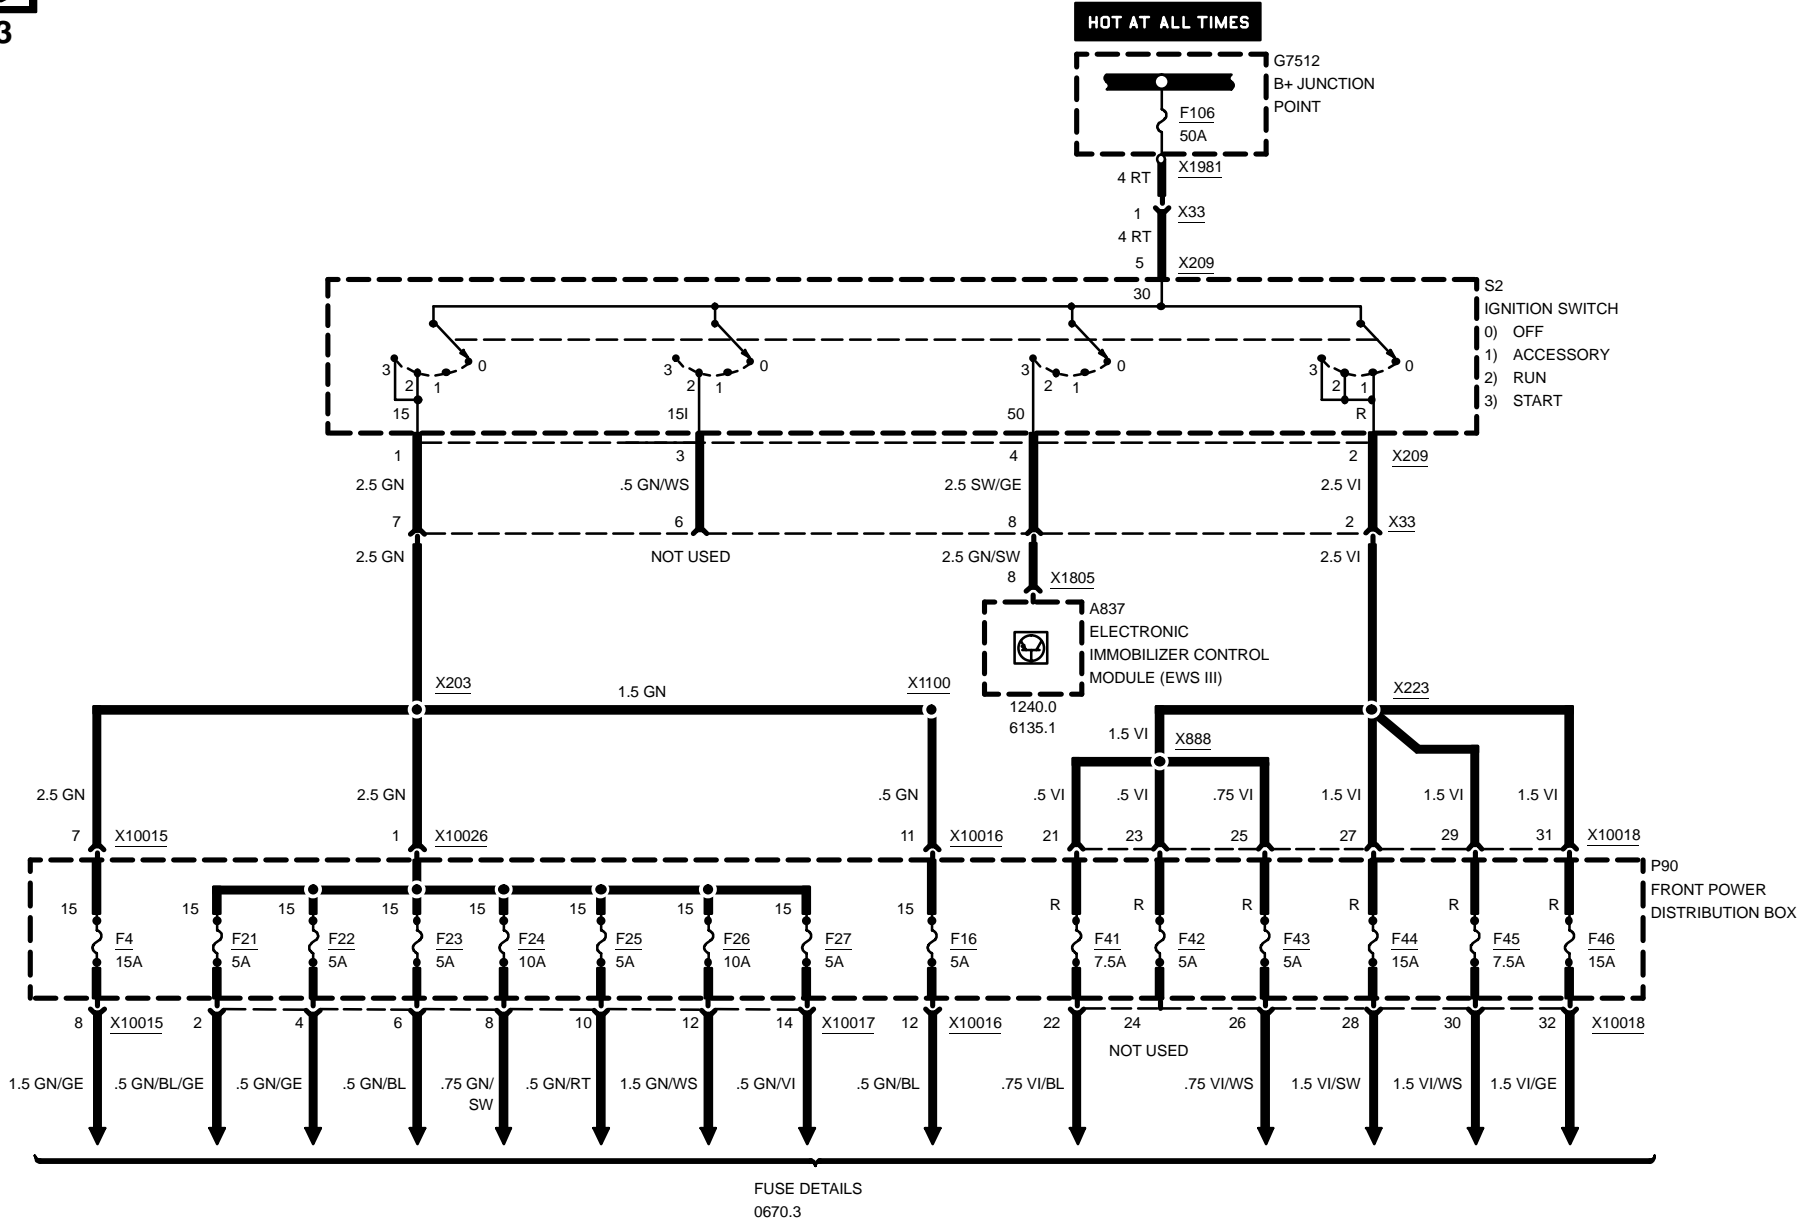 3
HOT AT ALL TIMES
G7512
B+ JUNCTION
POINT
F106
50A
X1981
4 RT
1 X33
4 RT
5 X209
30
S2
IGNITION SWITCH
0) OFF
1) ACCESSORY
2) RUN
3) START
3 2 1 0
3 2 1 0
3 2 1 0
3 2 1 0
15 15I 50 R
1 3 4 2 X209
2.5 GN .5 GN/WS 2.5 SW/GE 2.5 VI
7 6 8 2 X33
2.5 GN NOT USED 2.5 GN/SW 2.5 VI
8 X1805
A837
ELECTRONIC
IMMOBILIZER CONTROL
MODULE (EWS III)
1240.0
6135.1
X203 1.5 GN X1100 X223
1.5 VI X888
2.5 GN 2.5 GN .5 GN .5 VI .5 VI .75 VI 1.5 VI 1.5 VI 1.5 VI
7 X10015 1 X10026 11 X10016 21 23 25 27 29 31 X10018
P90
FRONT POWER
DISTRIBUTION BOX
15 15 15 15 15 15 15 15 15 R R R R R R
F4 F21 F22 F23 F24 F25 F26 F27 F16 F41 F42 F43 F44 F45 F46
15A 5A 5A 5A 10A 5A 10A 5A 5A 7.5A 5A 5A 15A 7.5A 15A
8 X10015 2 4 6 8 10 12 14 X10017 12 X10016 22 24 26 28 30 32 X10018
NOT USED
1.5 GN/GE .5 GN/BL/GE .5 GN/GE .5 GN/BL .75 GN/ .5 GN/RT 1.5 GN/WS .5 GN/VI .5 GN/BL .75 VI/BL .75 VI/WS 1.5 VI/SW 1.5 VI/WS 1.5 VI/GE
SW
FUSE DETAILS
0670.3